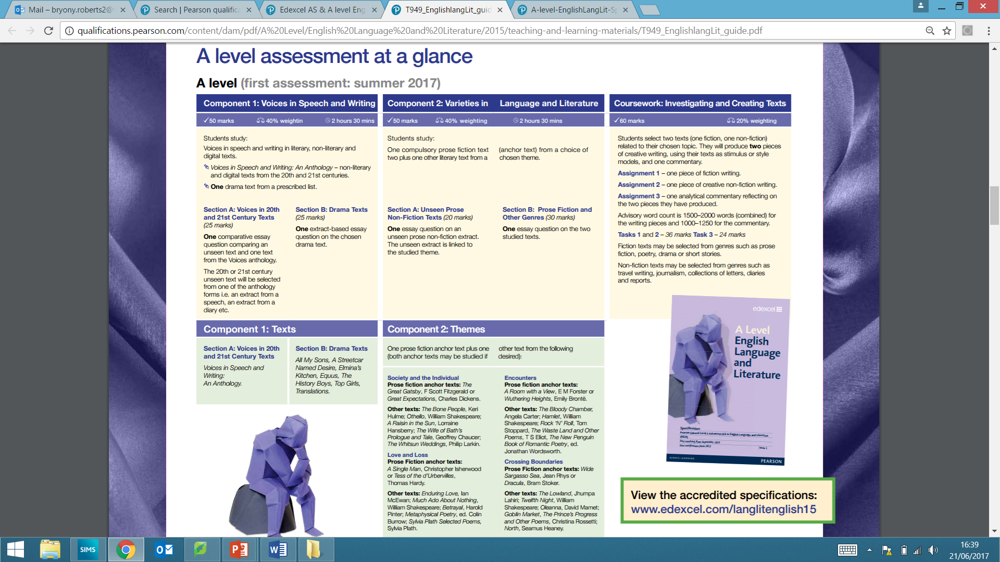 Mail – bryony.roberts2@
Search | Pearson qualific
Edexcel AS & A level Eng
T949_EnglishlangLit_guid
A-level-EnglishLangLit-Sp
qualifications.pearson.com/content/dam/pdf/A%20Level/English%20Language%20and%20Literature/2015/teaching-and-learning-materials/T949_EnglishlangLit_guide.pdf
A level assessment at a glance
A level (first assessment: summer 2017)
Component 1: Voices in Speech and Writing
✓50 marks 40% weightin 2 hours 30 mins
Students study:
Voices in speech and writing in literary, non-literary and
digital texts.
Voices in Speech and Writing: An Anthology – non-literary
and digital texts from the 20th and 21st centuries.
One drama text from a prescribed list.
Section A: Voices in 20th
and 21st Century Texts
(25 marks)
One comparative essay
question comparing an
unseen text and one text
from the Voices anthology.
The 20th or 21st century
unseen text will be selected
from one of the anthology
forms i.e. an extract from a
speech, an extract from a
diary etc.
Section B: Drama Texts
(25 marks)
One extract-based essay
question on the chosen
drama text.
Component 2: Varieties in Language and Literature
✓50 marks 40% weighting 2 hours 30 mins
Students study:
One compulsory prose fiction text (anchor text) from a choice of
two plus one other literary text from a chosen theme.
Section A: Unseen Prose
Non-Fiction Texts (20 marks)
One essay question on an
unseen prose non-fiction extract.
The unseen extract is linked to
the studied theme.
Section B: Prose Fiction and
Other Genres (30 marks)
One essay question on the two
studied texts.
Coursework: Investigating and Creating Texts
✓60 marks 20% weighting
Students select two texts (one fiction, one non-fiction)
related to their chosen topic. They will produce two pieces
of creative writing, using their texts as stimulus or style
models, and one commentary.
Assignment 1 – one piece of fiction writing.
Assignment 2 – one piece of creative non-fiction writing.
Assignment 3 – one analytical commentary reflecting on
the two pieces they have produced.
Advisory word count is 1500–2000 words (combined) for
the writing pieces and 1000–1250 for the commentary.
Tasks 1 and 2 – 36 marks Task 3 – 24 marks
Fiction texts may be selected from genres such as prose
fiction, poetry, drama or short stories.
Non-fiction texts may be selected from genres such as
travel writing, journalism, collections of letters, diaries
and reports.
Component 1: Texts
Section A: Voices in 20th
and 21st Century Texts
Voices in Speech and
Writing:
An Anthology.
Section B: Drama Texts
All My Sons, A Streetcar
Named Desire, Elmina's
Kitchen, Equus, The
History Boys, Top Girls,
Translations.
Component 2: Themes
One prose fiction anchor text plus one other text from the following
(both anchor texts may be studied if desired):
Society and the Individual
Prose fiction anchor texts: The
Great Gatsby, F Scott Fitzgerald or
Great Expectations, Charles Dickens.
Other texts: The Bone People, Keri
Hulme; Othello, William Shakespeare;
A Raisin in the Sun, Lorraine
Hansberry; The Wife of Bath's
Prologue and Tale, Geoffrey Chaucer;
The Whitsun Weddings, Philip Larkin.
Love and Loss
Prose Fiction anchor texts:
A Single Man, Christopher Isherwood
or Tess of the d'Urbervilles,
Thomas Hardy.
Other texts: Enduring Love, Ian
McEwan; Much Ado About Nothing,
William Shakespeare; Betrayal, Harold
Pinter; Metaphysical Poetry, ed. Colin
Burrow; Sylvia Plath Selected Poems,
Sylvia Plath.
Encounters
Prose fiction anchor texts:
A Room with a View, E M Forster or
Wuthering Heights, Emily Brontë.
Other texts: The Bloody Chamber,
Angela Carter; Hamlet, William
Shakespeare; Rock 'N' Roll, Tom
Stoppard, The Waste Land and Other
Poems, T S Eliot, The New Penguin
Book of Romantic Poetry, ed.
Jonathan Wordsworth.
Crossing Boundaries
Prose Fiction anchor texts: Wide
Sargasso Sea, Jean Rhys or
Dracula, Bram Stoker.
Other texts: The Lowland, Jhumpa
Lahiri; Twelfth Night, William
Shakespeare; Oleanna, David Mamet;
Goblin Market, The Prince's Progress
and Other Poems, Christina Rossetti;
North, Seamus Heaney.
edexcel
A Level
English
Language
and
Literature
Specification
Pearson Edexcel Level 3 Advanced GCE in English Language and Literature
(9EL0)
First teaching from September 2015
First certification from 2017
Issue 1
ALWAYS LEARNING
PEARSON
View the accredited specifications:
www.edexcel.com/langlitenglish15
SIMS
16:39
21/06/2017